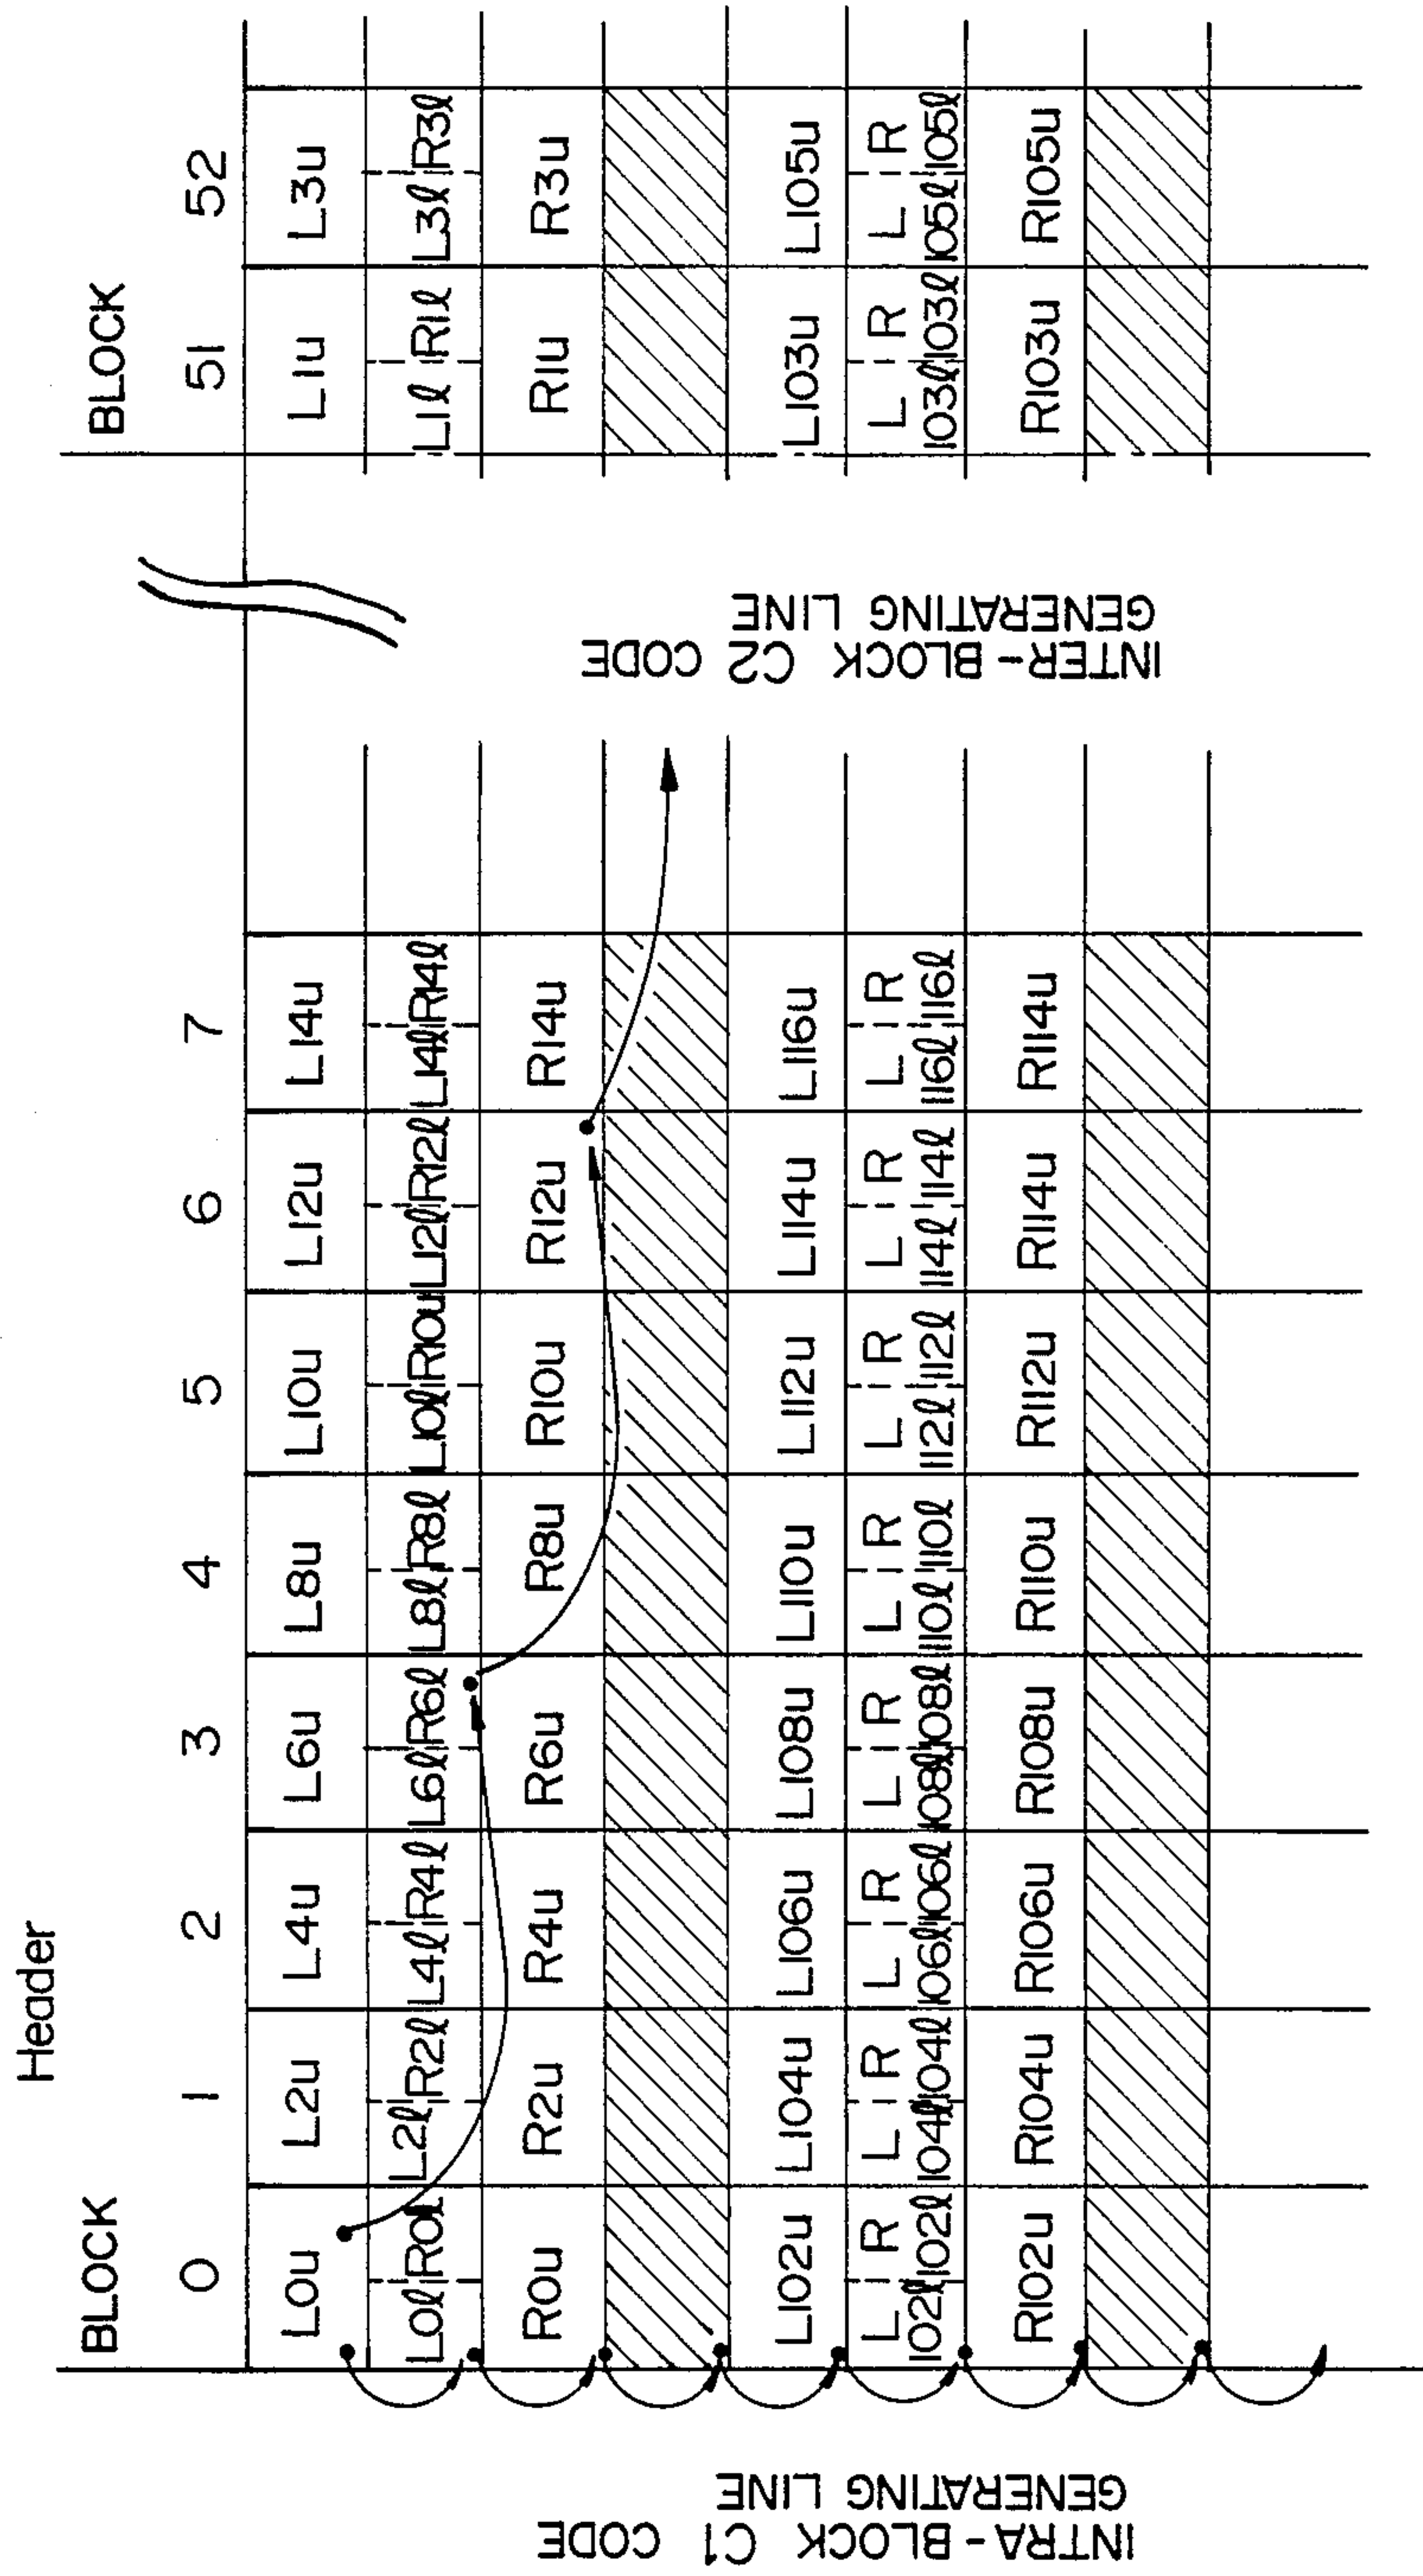 Header
BLOCK BLOCK
0 1 2 3 4 5 6 7 51 52
L0u L2u L4u L6u L8u L10u L12u L14u L1u L3u
L0ℓ R0ℓ L2ℓ R2ℓ L4ℓ R4ℓ L6ℓ R6ℓ L8ℓ R8ℓ L10ℓ R10u L12ℓ R12ℓ L14ℓ R14ℓ L1ℓ R1ℓ L3ℓ R3ℓ
R0u R2u R4u R6u R8u R10u R12u R14u R1u R3u
L102u L104u L106u L108u L110u L112u L114u L116u L103u L105u
L R L R L R L R L R L R L R L R L R L R
102ℓ 102ℓ 104ℓ 104ℓ 106ℓ 106ℓ 108ℓ 108ℓ 110ℓ 110ℓ 112ℓ 112ℓ 114ℓ 114ℓ 116ℓ 116ℓ 103ℓ 103ℓ 105ℓ 105ℓ
R102u R104u R106u R108u R110u R112u R114u R114u R103u R105u
INTRA-BLOCK C1 CODE
GENERATING LINE
INTER-BLOCK C2 CODE
GENERATING LINE